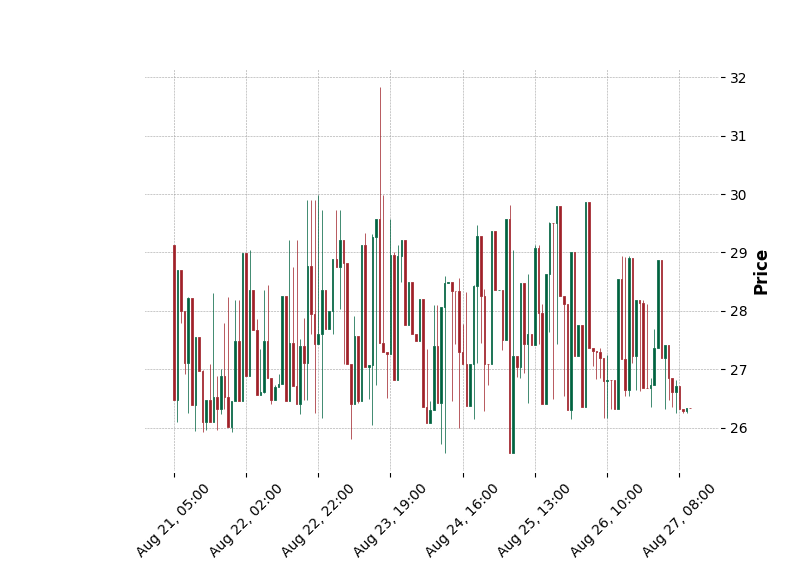 32
31
30
29
28
27
26
Price
Aug 21, 05:00
Aug 22, 02:00
Aug 22, 22:00
Aug 23, 19:00
Aug 24, 16:00
Aug 25, 13:00
Aug 26, 10:00
Aug 27, 08:00